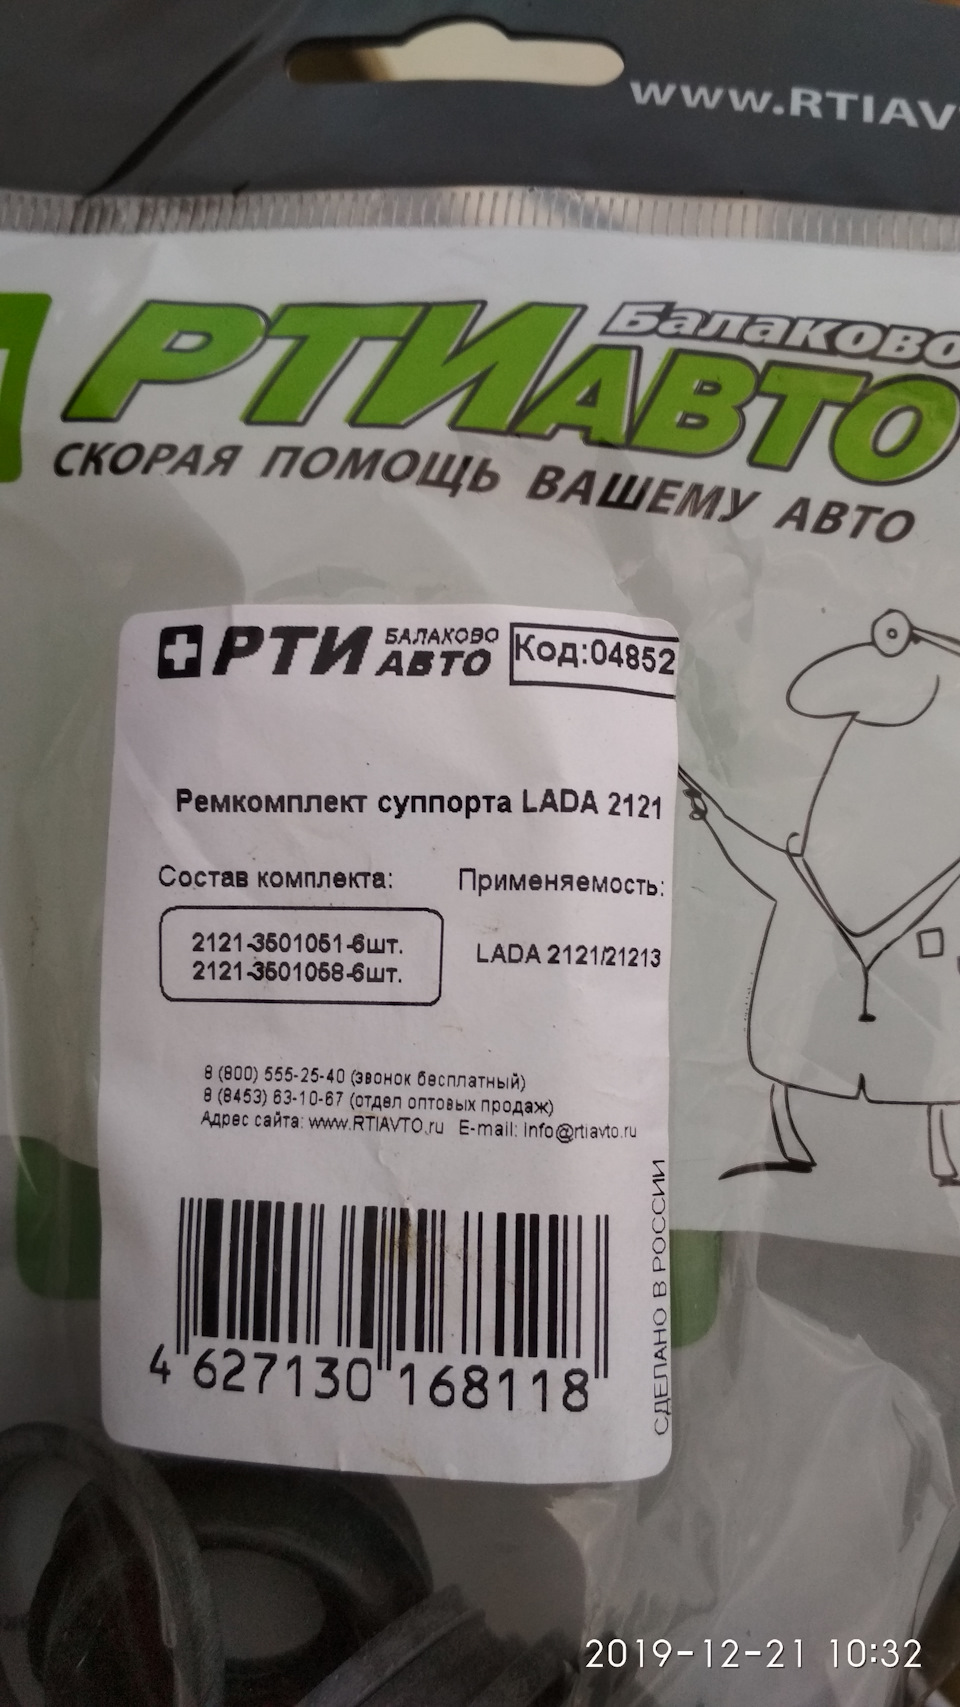 www.RTIAV
Балаково
РТИАВТО
СКОРАЯ ПОМОЩЬ ВАШЕМУ АВТО
РТИ БАЛАКОВО АВТО
Код:04852
Ремкомплект суппорта LADA 2121
Состав комплекта:
Применяемость:
2121-3501051-6шт.
2121-3501058-6шт.
LADA 2121/21213
8 (800) 555-25-40 (звонок бесплатный)
8 (8453) 63-10-67 (отдел оптовых продаж)
Адрес сайта: www.RTIAVTO.ru E-mail: info@rtiavto.ru
СДЕЛАНО В РОССИИ
4 627130 168118
2019-12-21 10:32